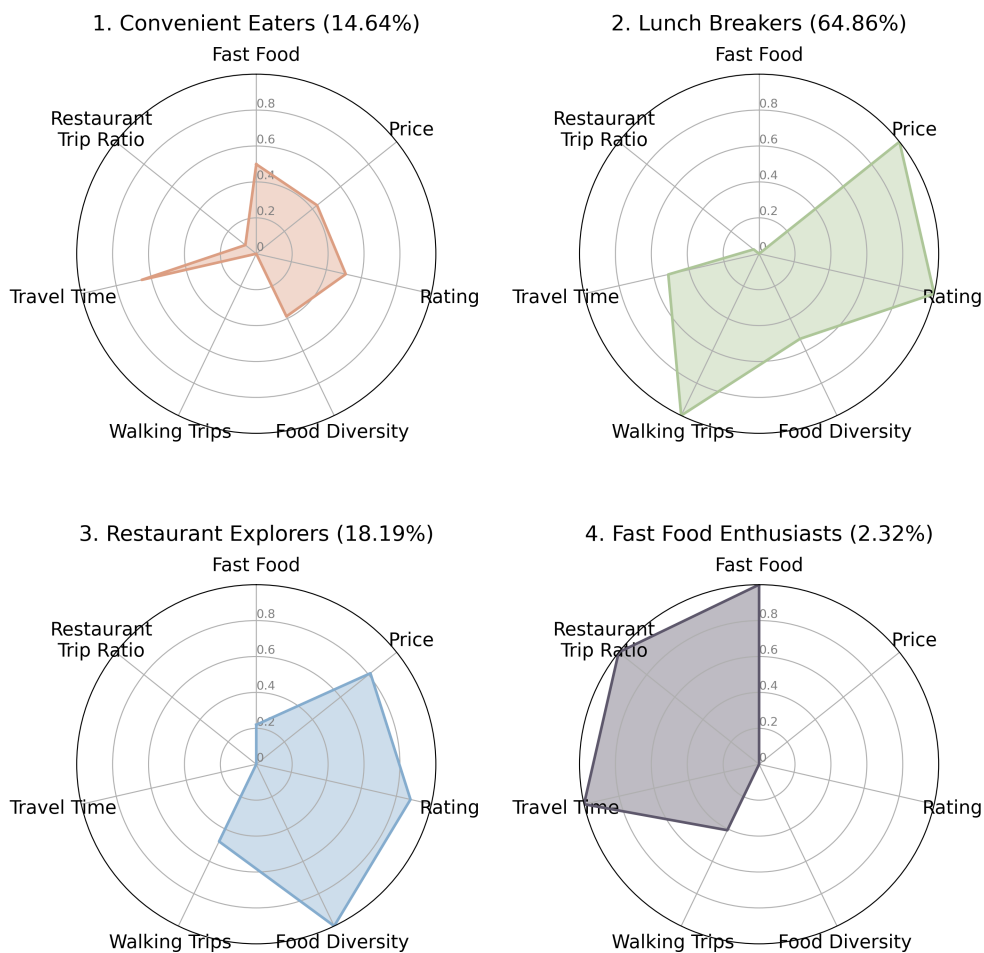 1. Convenient Eaters (14.64%)
Fast Food
Restaurant
Trip Ratio
Price
0.8
0.6
0.4
0.2
0
Travel Time
Rating
Walking Trips
Food Diversity
2. Lunch Breakers (64.86%)
Fast Food
Restaurant
Trip Ratio
Price
0.8
0.6
0.4
0.2
0
Travel Time
Rating
Walking Trips
Food Diversity
3. Restaurant Explorers (18.19%)
Fast Food
Restaurant
Trip Ratio
Price
0.8
0.6
0.4
0.2
0
Travel Time
Rating
Walking Trips
Food Diversity
4. Fast Food Enthusiasts (2.32%)
Fast Food
Restaurant
Trip Ratio
Price
0.8
0.6
0.4
0.2
0
Travel Time
Rating
Walking Trips
Food Diversity